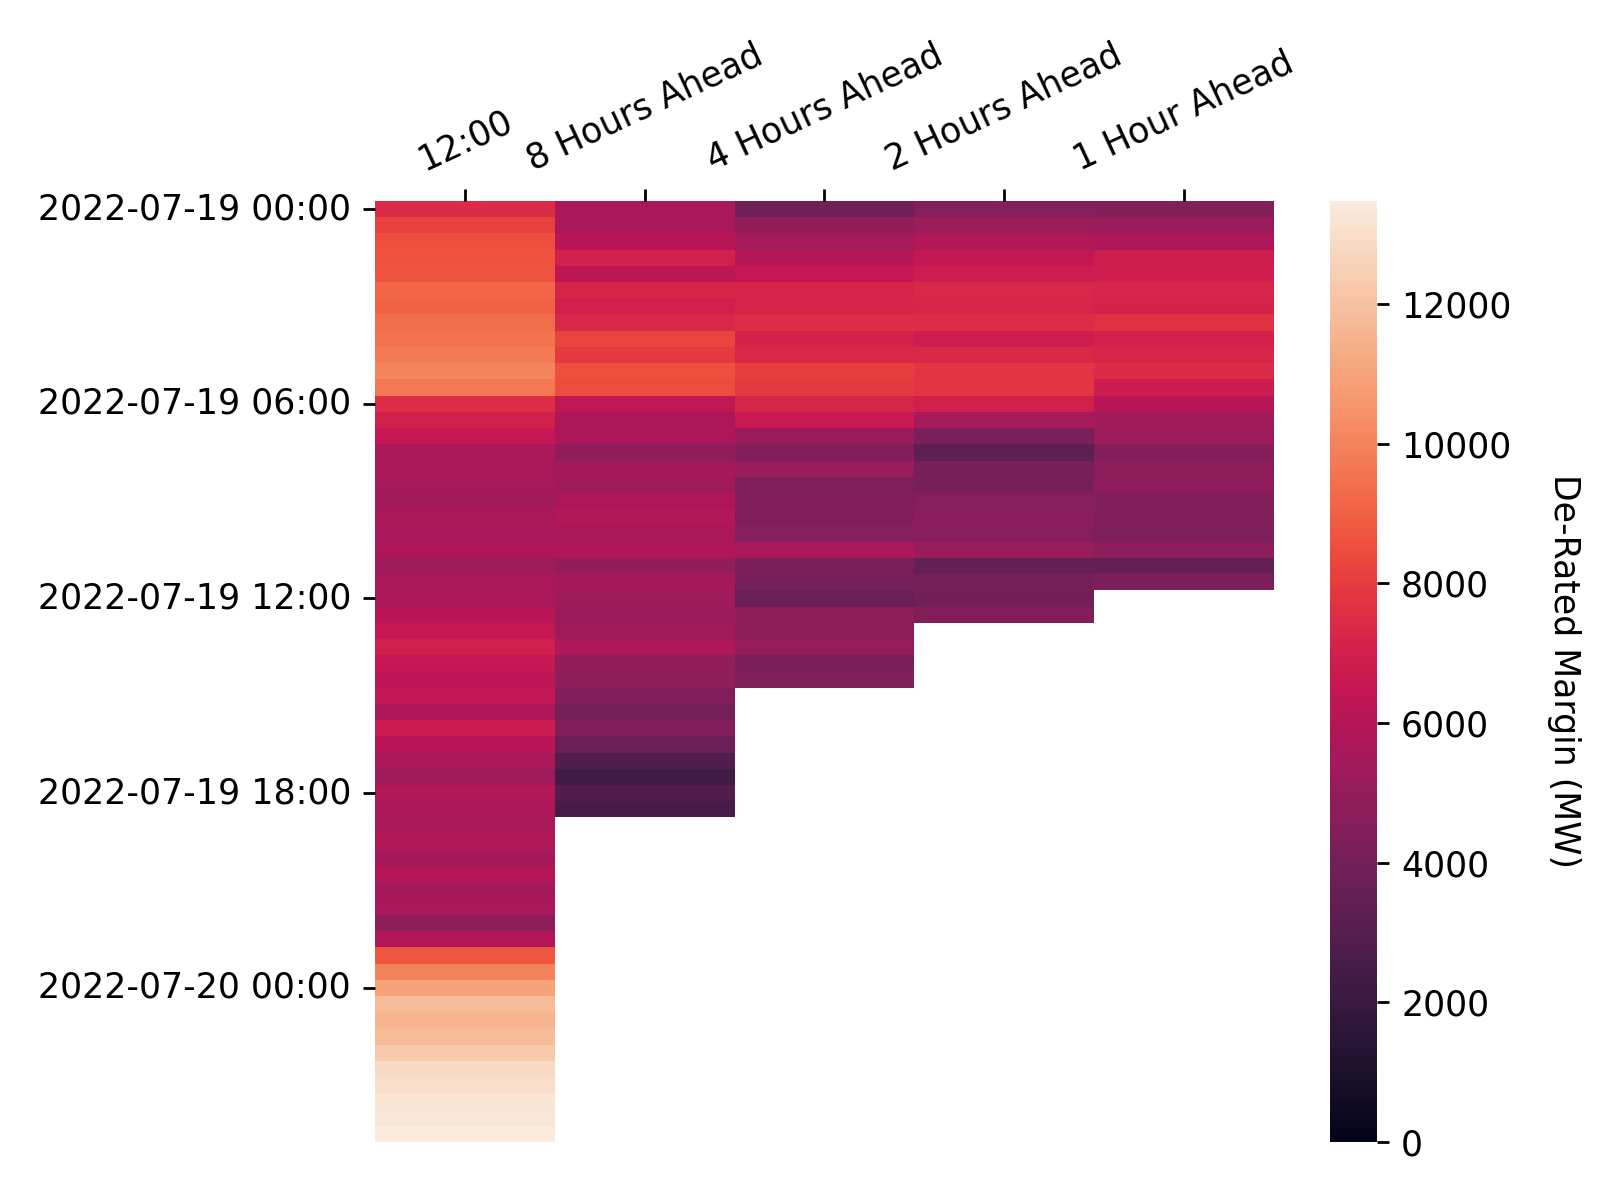 12:00
8 Hours Ahead
4 Hours Ahead
2 Hours Ahead
1 Hour Ahead
2022-07-19 00:00
2022-07-19 06:00
2022-07-19 12:00
2022-07-19 18:00
2022-07-20 00:00
12000
10000
8000
6000
4000
2000
0
De-Rated Margin (MW)